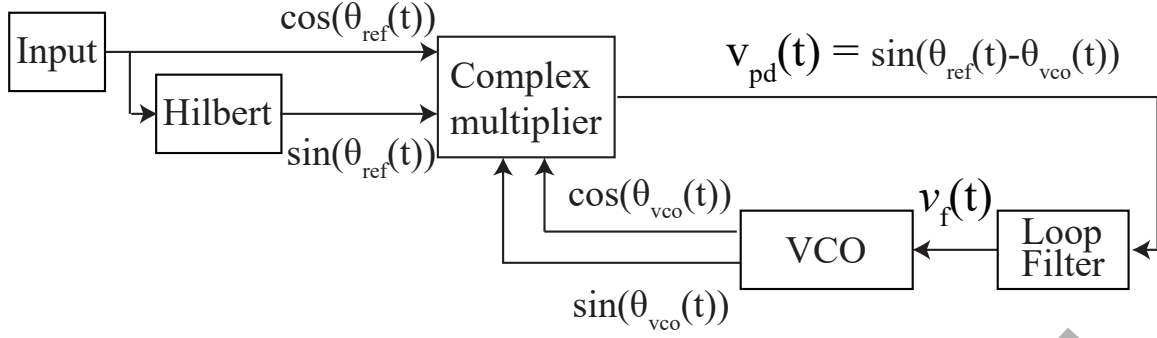 Input
cos(θref(t))
Hilbert
sin(θref(t))
Complex
multiplier
vpd(t) = sin(θref(t)-θvco(t))
cos(θvco(t))
sin(θvco(t))
VCO
vf(t)
Loop
Filter